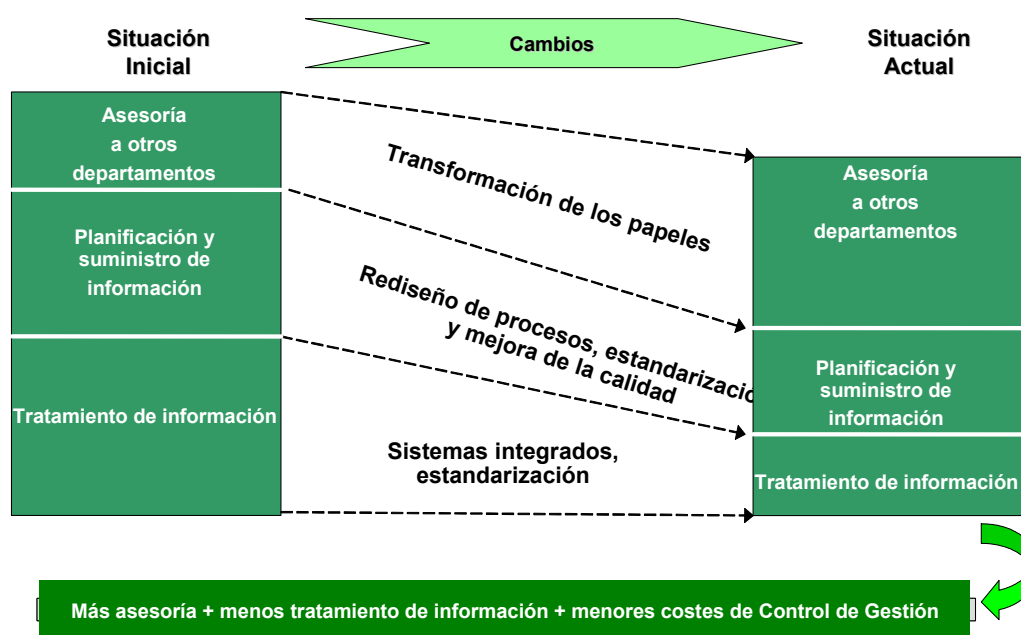 Situación
Inicial
Cambios
Situación
Actual
Asesoría
a otros
departamentos
Planificación y
suministro de
información
Tratamiento de información
Transformación de los papeles
Rediseño de procesos, estandarizació
y mejora de la calidad
Sistemas integrados,
estandarización
Asesoría
a otros
departamentos
Planificación y
suministro de
información
Tratamiento de información
Más asesoría + menos tratamiento de información + menores costes de Control de Gestión